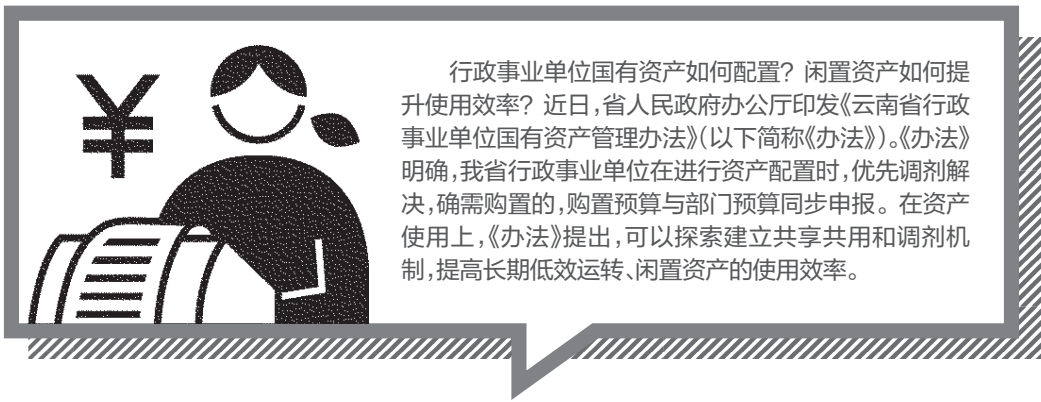 ¥
行政事业单位国有资产如何配置？闲置资产如何提
升使用效率？近日，省人民政府办公厅印发《云南省行政
事业单位国有资产管理办法》（以下简称《办法》）。《办法》
明确，我省行政事业单位在进行资产配置时，优先调剂解
决，确需购置的，购置预算与部门预算同步申报。在资产
使用上，《办法》提出，可以探索建立共享共用和调剂机
制，提高长期低效运转、闲置资产的使用效率。